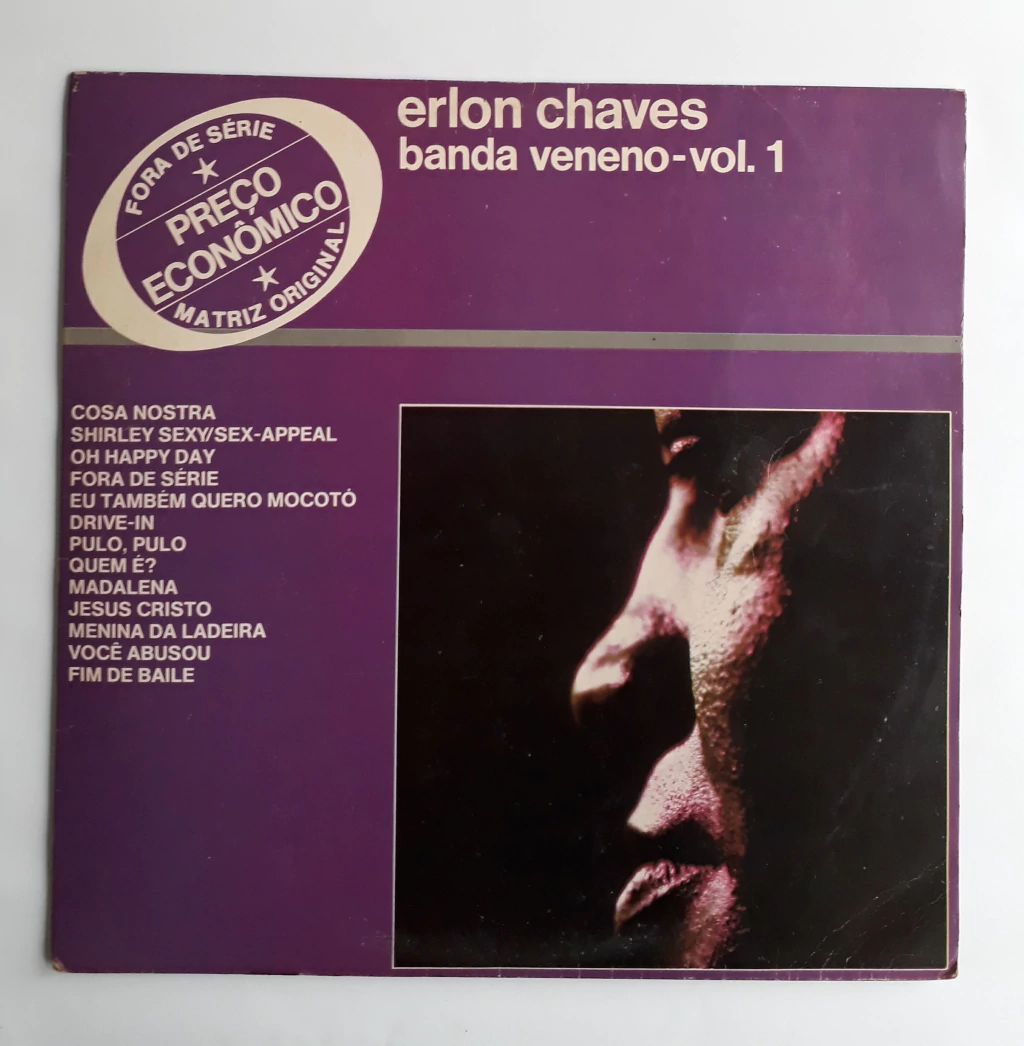 FORA DE SÉRIE
PREÇO
ECONÔMICO
MATRIZ ORIGINAL
erlon chaves
banda veneno-vol. 1
COSA NOSTRA
SHIRLEY SEXY/SEX-APPEAL
OH HAPPY DAY
FORA DE SÉRIE
EU TAMBÉM QUERO MOCOTÓ
DRIVE-IN
PULO, PULO
QUEM É?
MADALENA
JESUS CRISTO
MENINA DA LADEIRA
VOCÊ ABUSOU
FIM DE BAILE